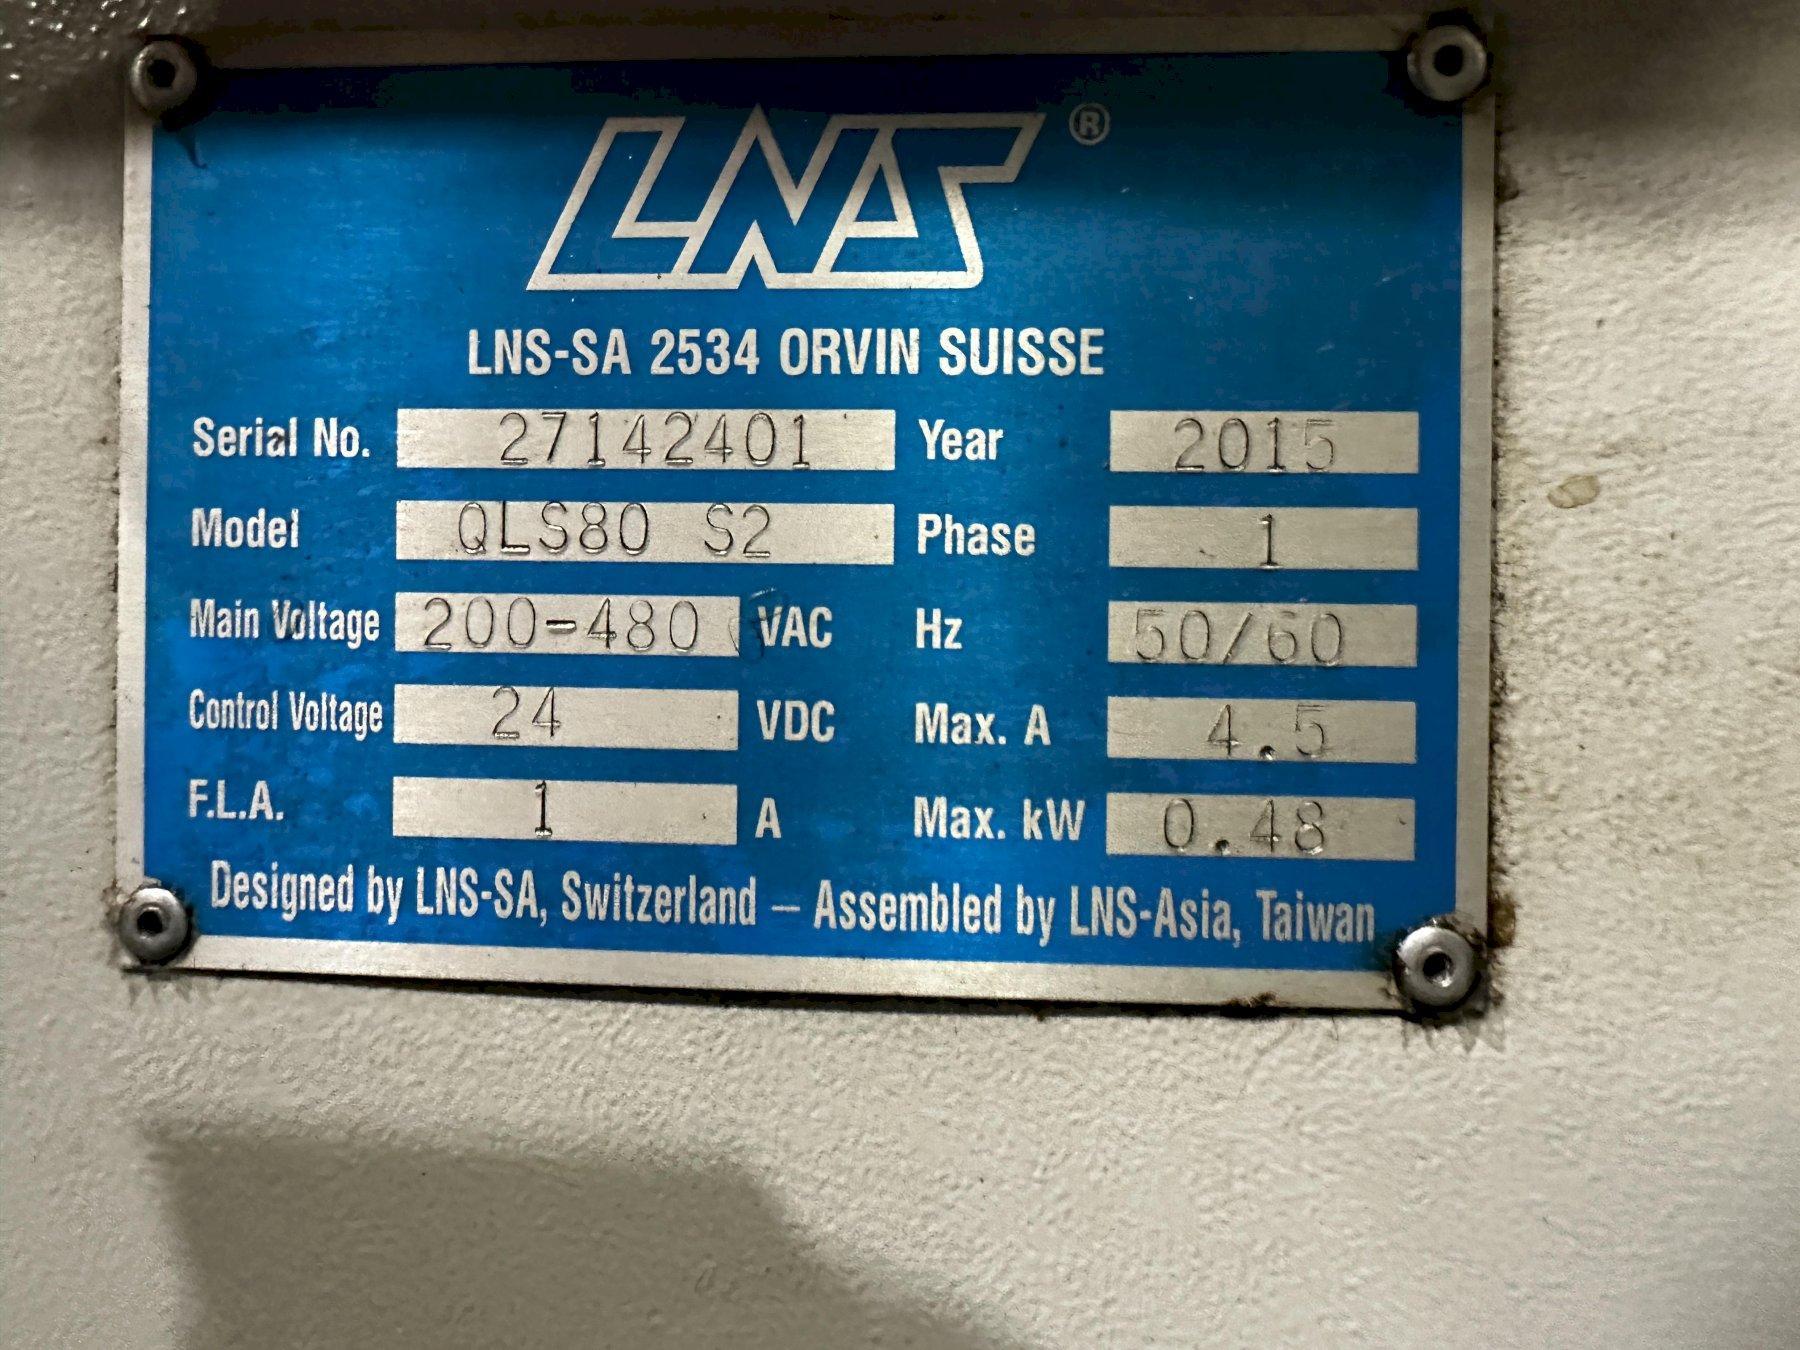 LNS ®
LNS-SA 2534 ORVIN SUISSE
Serial No. 27142401 Year 2015
Model QLS80 S2 Phase 1
Main Voltage 200-480 VAC Hz 50/60
Control Voltage 24 VDC Max. A 4.5
F.L.A. 1 A Max. kW 0.48
Designed by LNS-SA, Switzerland – Assembled by LNS-Asia, Taiwan